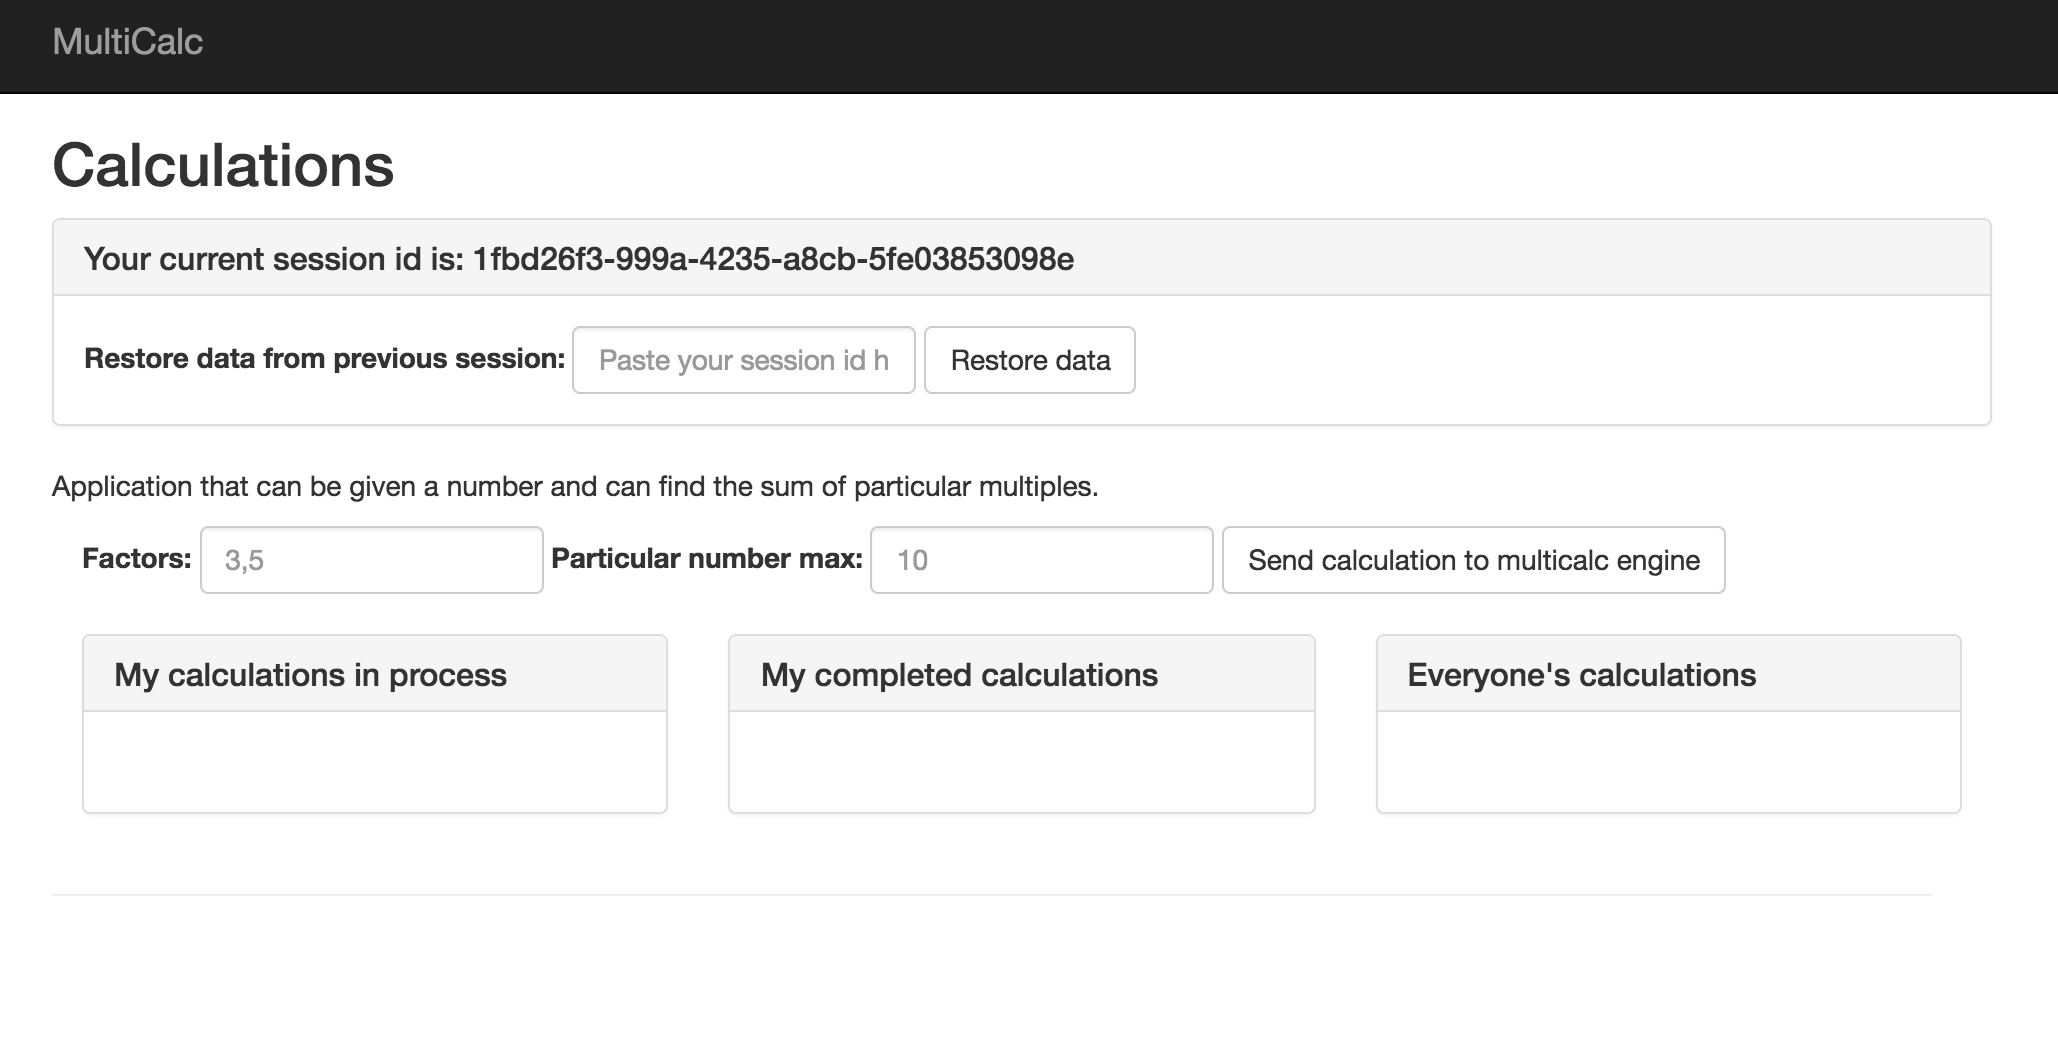 MultiCalc
Calculations
Your current session id is: 1fbd26f3-999a-4235-a8cb-5fe03853098e
Restore data from previous session: Paste your session id h Restore data
Application that can be given a number and can find the sum of particular multiples.
Factors: 3,5 Particular number max: 10 Send calculation to multicalc engine
My calculations in process
My completed calculations
Everyone's calculations